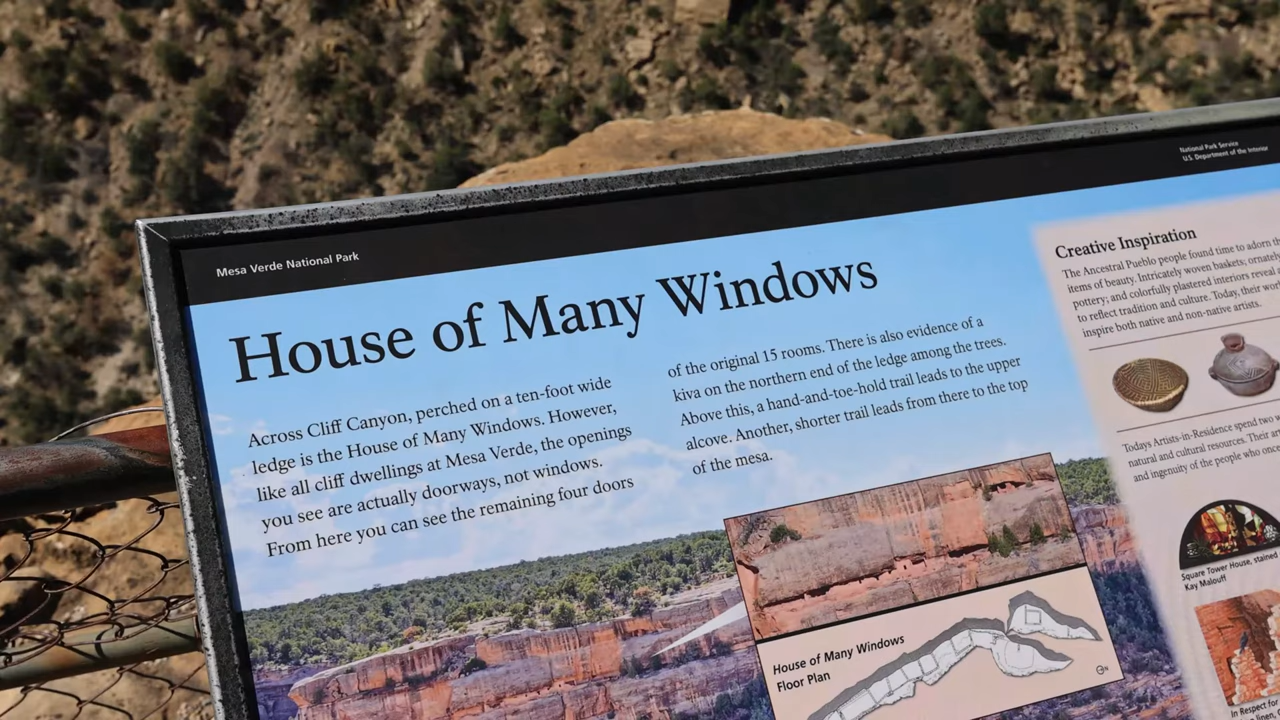 National Park Service
U.S. Department of the Interior
Mesa Verde National Park
House of Many Windows
Across Cliff Canyon, perched on a ten-foot wide
ledge is the House of Many Windows. However,
like all cliff dwellings at Mesa Verde, the openings
you see are actually doorways, not windows.
From here you can see the remaining four doors
of the original 15 rooms. There is also evidence of a
kiva on the northern end of the ledge among the trees.
Above this, a hand-and-toe-hold trail leads to the upper
alcove. Another, shorter trail leads from there to the top
of the mesa.
House of Many Windows
Floor Plan
N
Creative Inspiration
The Ancestral Pueblo people found time to adorn
items of beauty. Intricately woven baskets;
pottery; and colorfully plastered interiors reveal
to reflect tradition and culture. Today, their
inspire both native and non-native artists.
Todays Artists-in-Residence spend two
natural and cultural resources. Their
and ingenuity of the people who once
Square Tower House, stained
Kay Malouff
In Respect for